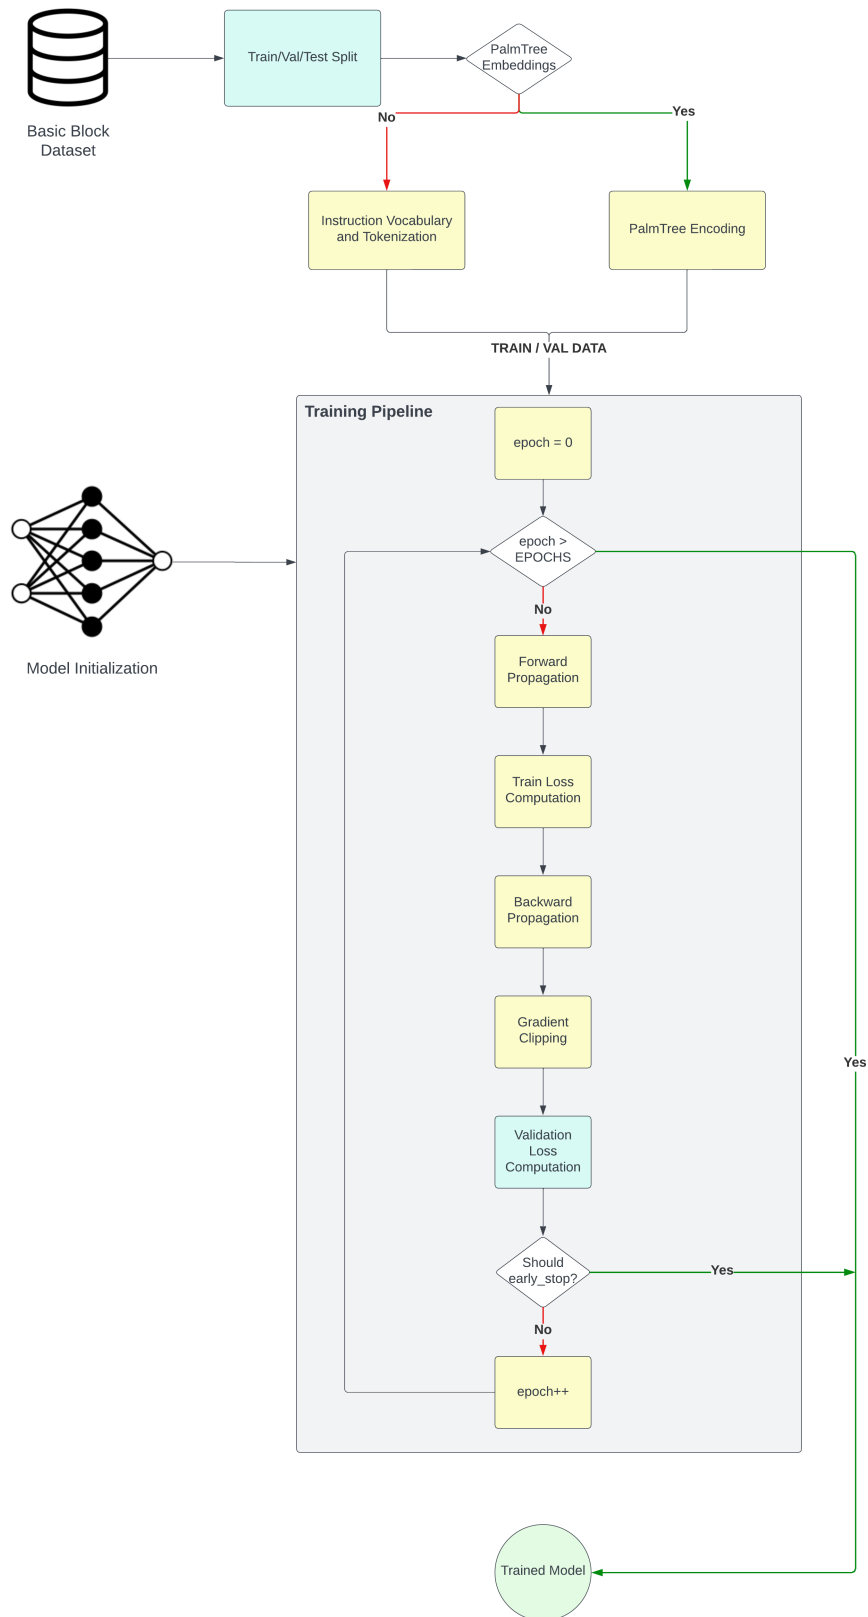 Train/Val/Test Split
PalmTree
Embeddings
Basic Block
Dataset
No
Yes
Instruction Vocabulary
and Tokenization
PalmTree Encoding
TRAIN / VAL DATA
Training Pipeline
epoch = 0
epoch >
EPOCHS
No
Model Initialization
Forward
Propagation
Train Loss
Computation
Backward
Propagation
Gradient
Clipping
Yes
Validation
Loss
Computation
Should
early_stop?
Yes
No
epoch++
Trained Model